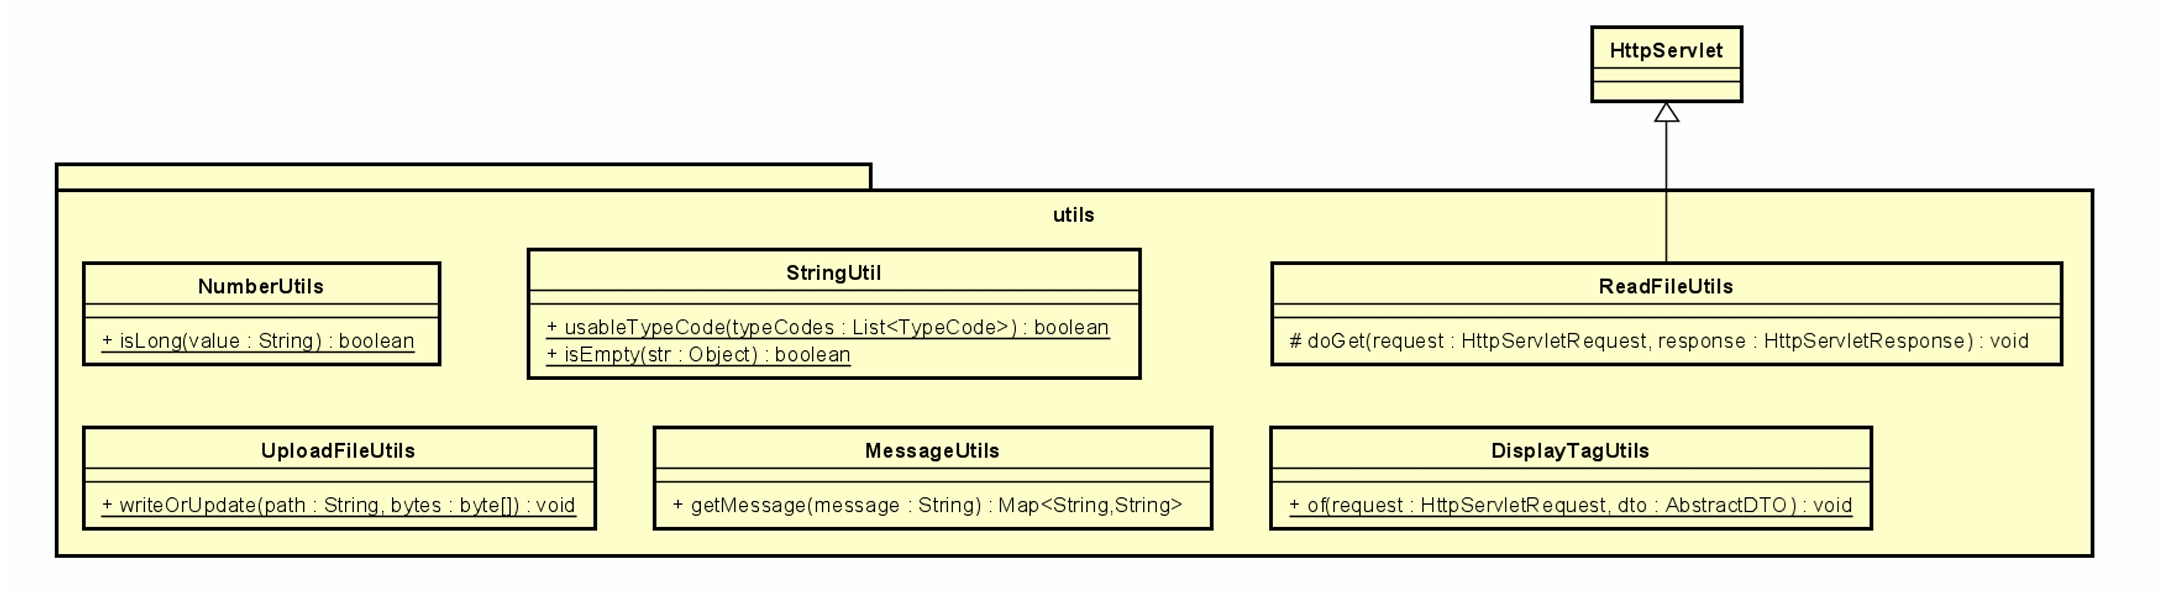 HttpServlet
utils
NumberUtils
+ isLong(value : String) : boolean
StringUtil
+ usableTypeCode(typeCodes : List<TypeCode>) : boolean
+ isEmpty(str : Object) : boolean
ReadFileUtils
# doGet(request : HttpServletRequest, response : HttpServletResponse) : void
UploadFileUtils
+ writeOrUpdate(path : String, bytes : byte[]) : void
MessageUtils
+ getMessage(message : String) : Map<String,String>
DisplayTagUtils
+ of(request : HttpServletRequest, dto : AbstractDTO) : void